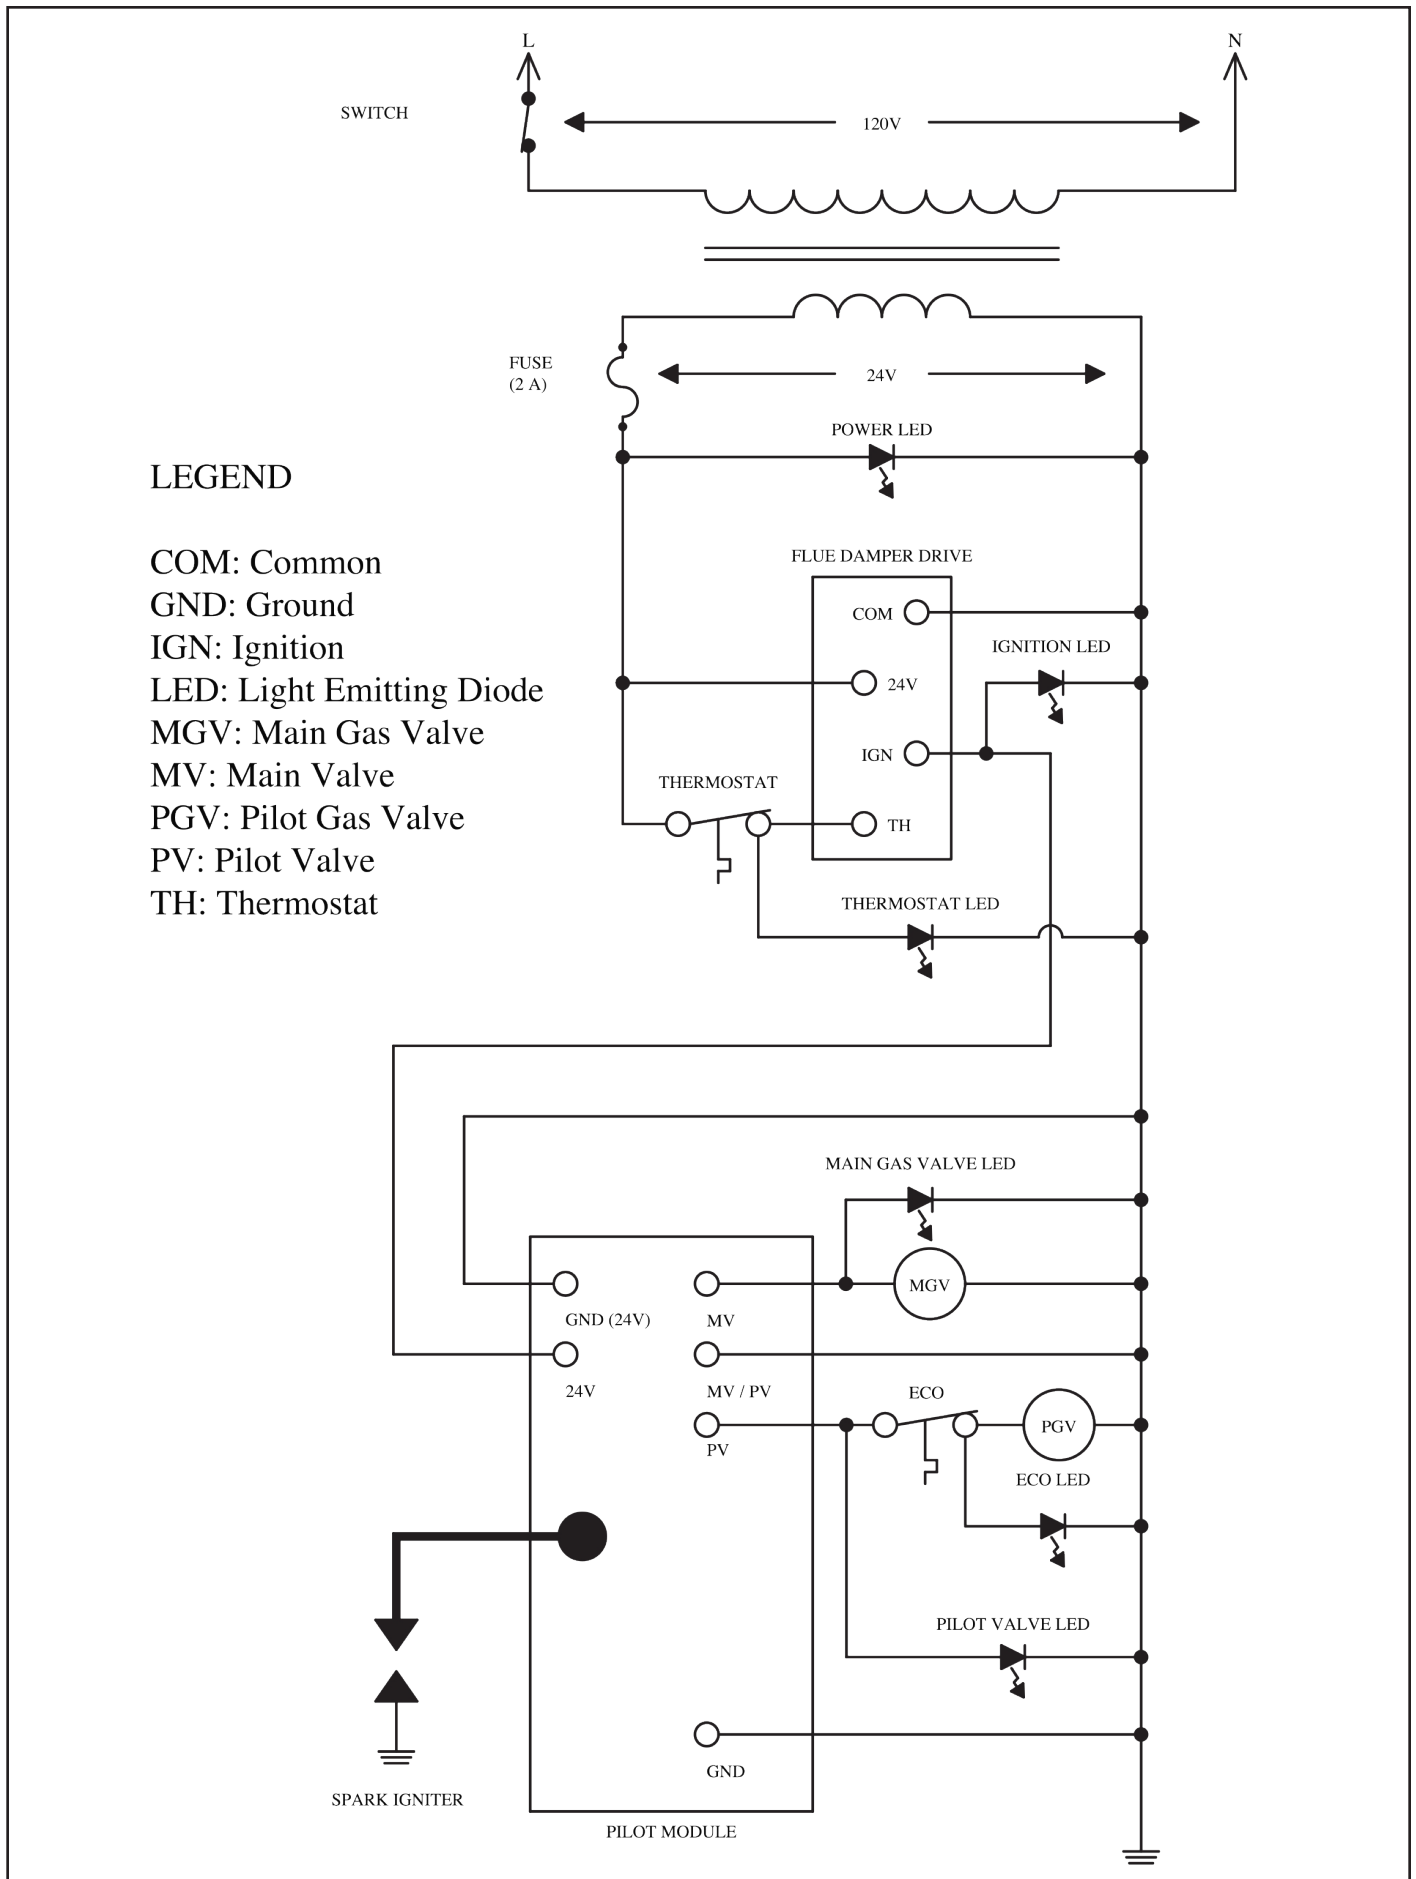 L
N
SWITCH
120V
FUSE
(2 A)
24V
POWER LED
LEGEND
COM: Common
GND: Ground
IGN: Ignition
LED: Light Emitting Diode
MGV: Main Gas Valve
MV: Main Valve
PGV: Pilot Gas Valve
PV: Pilot Valve
TH: Thermostat
FLUE DAMPER DRIVE
COM
IGNITION LED
24V
IGN
THERMOSTAT
TH
THERMOSTAT LED
MAIN GAS VALVE LED
MGV
GND (24V)
MV
24V
MV / PV
ECO
PV
PGV
ECO LED
PILOT VALVE LED
GND
SPARK IGNITER
PILOT MODULE